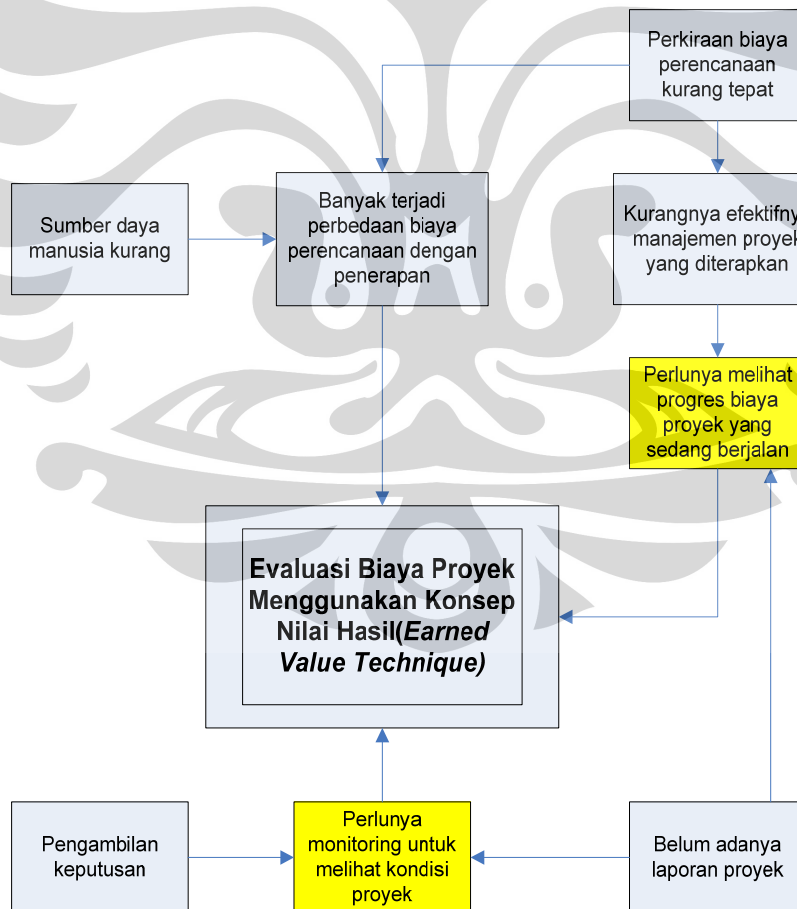 Perkiraan biaya
perencanaan
kurang tepat
Sumber daya
manusia kurang
Banyak terjadi
perbedaan biaya
perencanaan dengan
penerapan
Kurangnya efektifny
manajemen proyek
yang diterapkan
Perlunya melihat
progres biaya
proyek yang
sedang berjalan
Evaluasi Biaya Proyek
Menggunakan Konsep
Nilai Hasil(Earned
Value Technique)
Pengambilan
keputusan
Perlunya
monitoring untuk
melihat kondisi
proyek
Belum adanya
laporan proyek